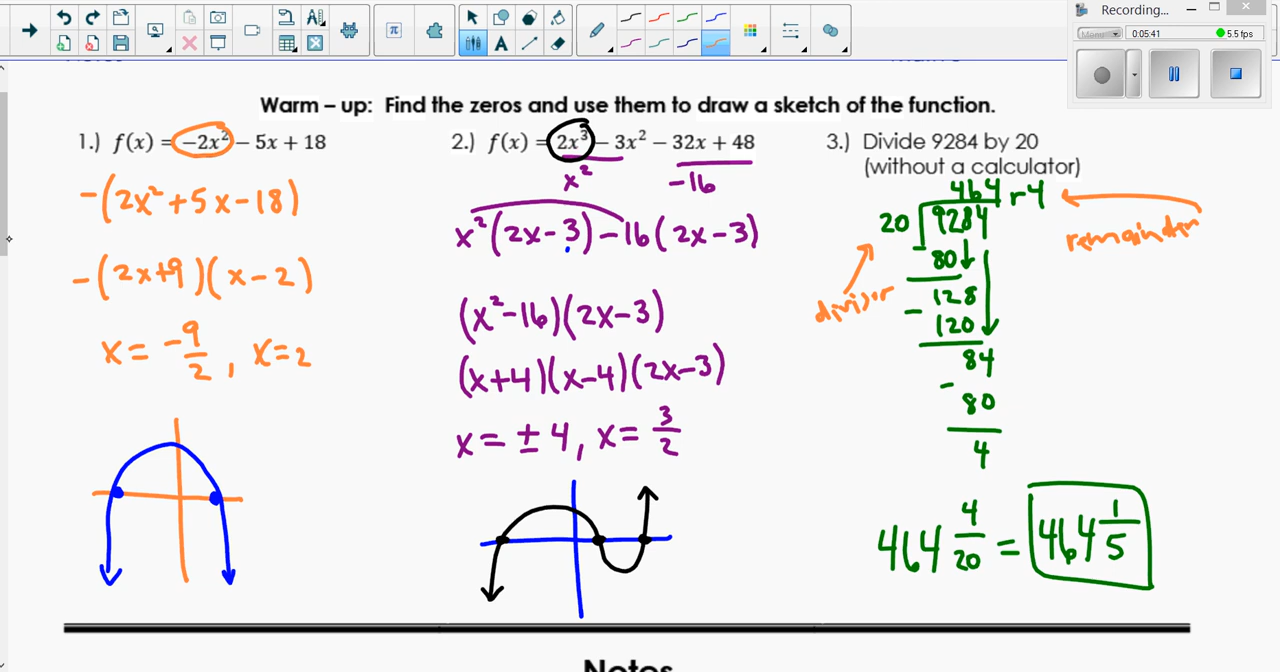 Recording...
Menu
0:05:41
5.5 fps
Warm – up: Find the zeros and use them to draw a sketch of the function.
1.) f(x) = −2x² − 5x + 18
-(2x² + 5x - 18)
-(2x+9)(x-2)
x = -9/2, x=2
2.) f(x) = 2x³ − 3x² − 32x + 48
x² -16
x²(2x-3) -16(2x-3)
(x²-16)(2x-3)
(x+4)(x-4)(2x-3)
x = ± 4, x = 3/2
3.) Divide 9284 by 20
(without a calculator)
464 r4
20 9284
remainder
- 80
divisor
- 128
120
84
- 80
4
464 4/20 = 464 1/5
Notes